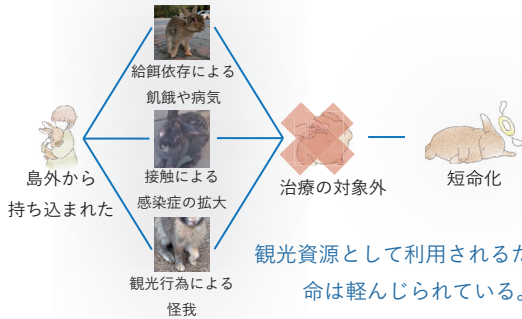 給餌依存による
飢餓や病気
島外から
持ち込まれた
接触による
感染症の拡大
治療の対象外
短命化
観光行為による
怪我
観光資源として利用されるた
命は軽んじられている。